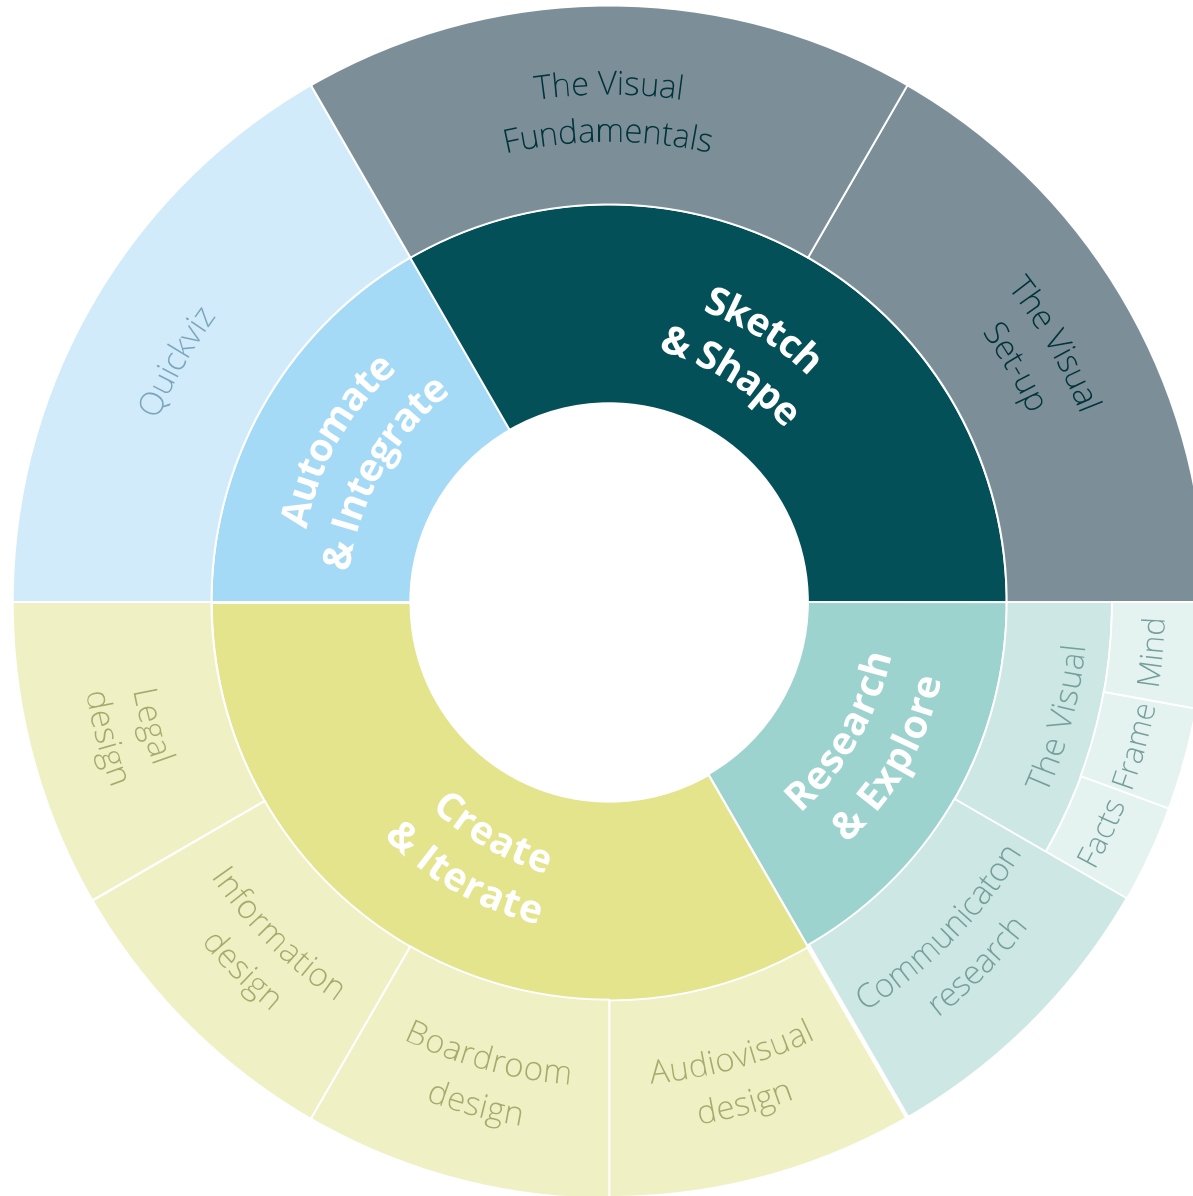 The Visual
Fundamentals
The Visual
Set-up
Sketch
& Shape
Quickviz
Automate
& Integrate
Mind
Frame
Facts
The Visual
Research
& Explore
Communicaton
research
Create
& Iterate
Legal
design
Information
design
Boardroom
design
Audiovisual
design